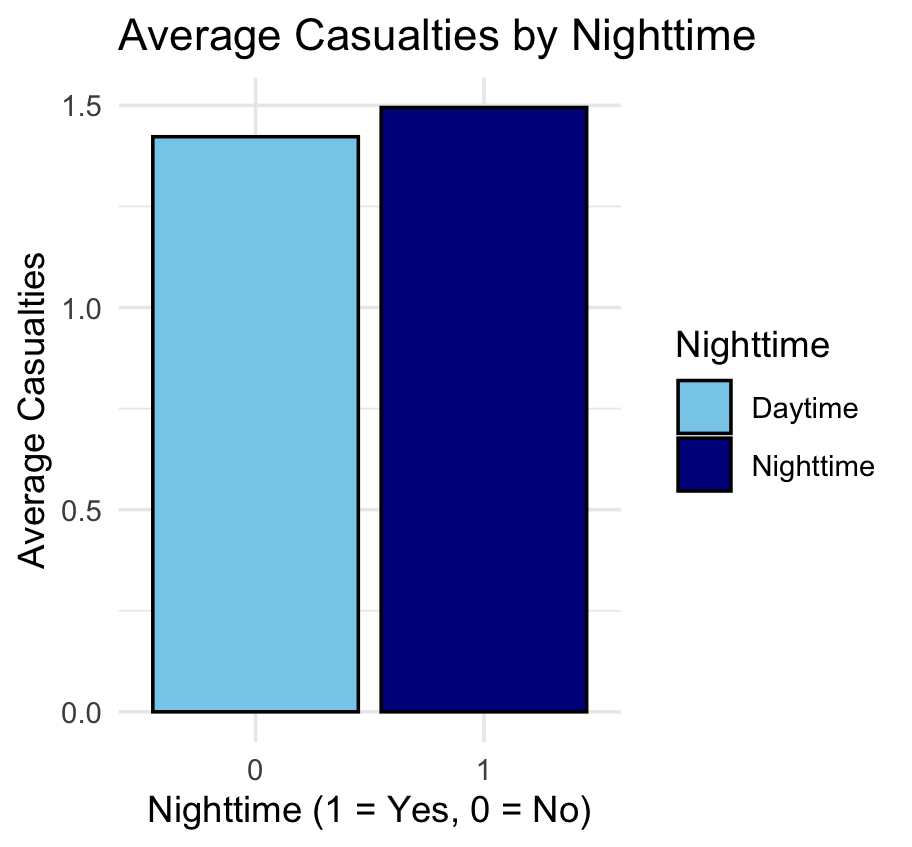 Average Casualties by Nighttime
1.5
1.0
0.5
0.0
Average Casualties
0
1
Nighttime (1 = Yes, 0 = No)
Nighttime
Daytime
Nighttime